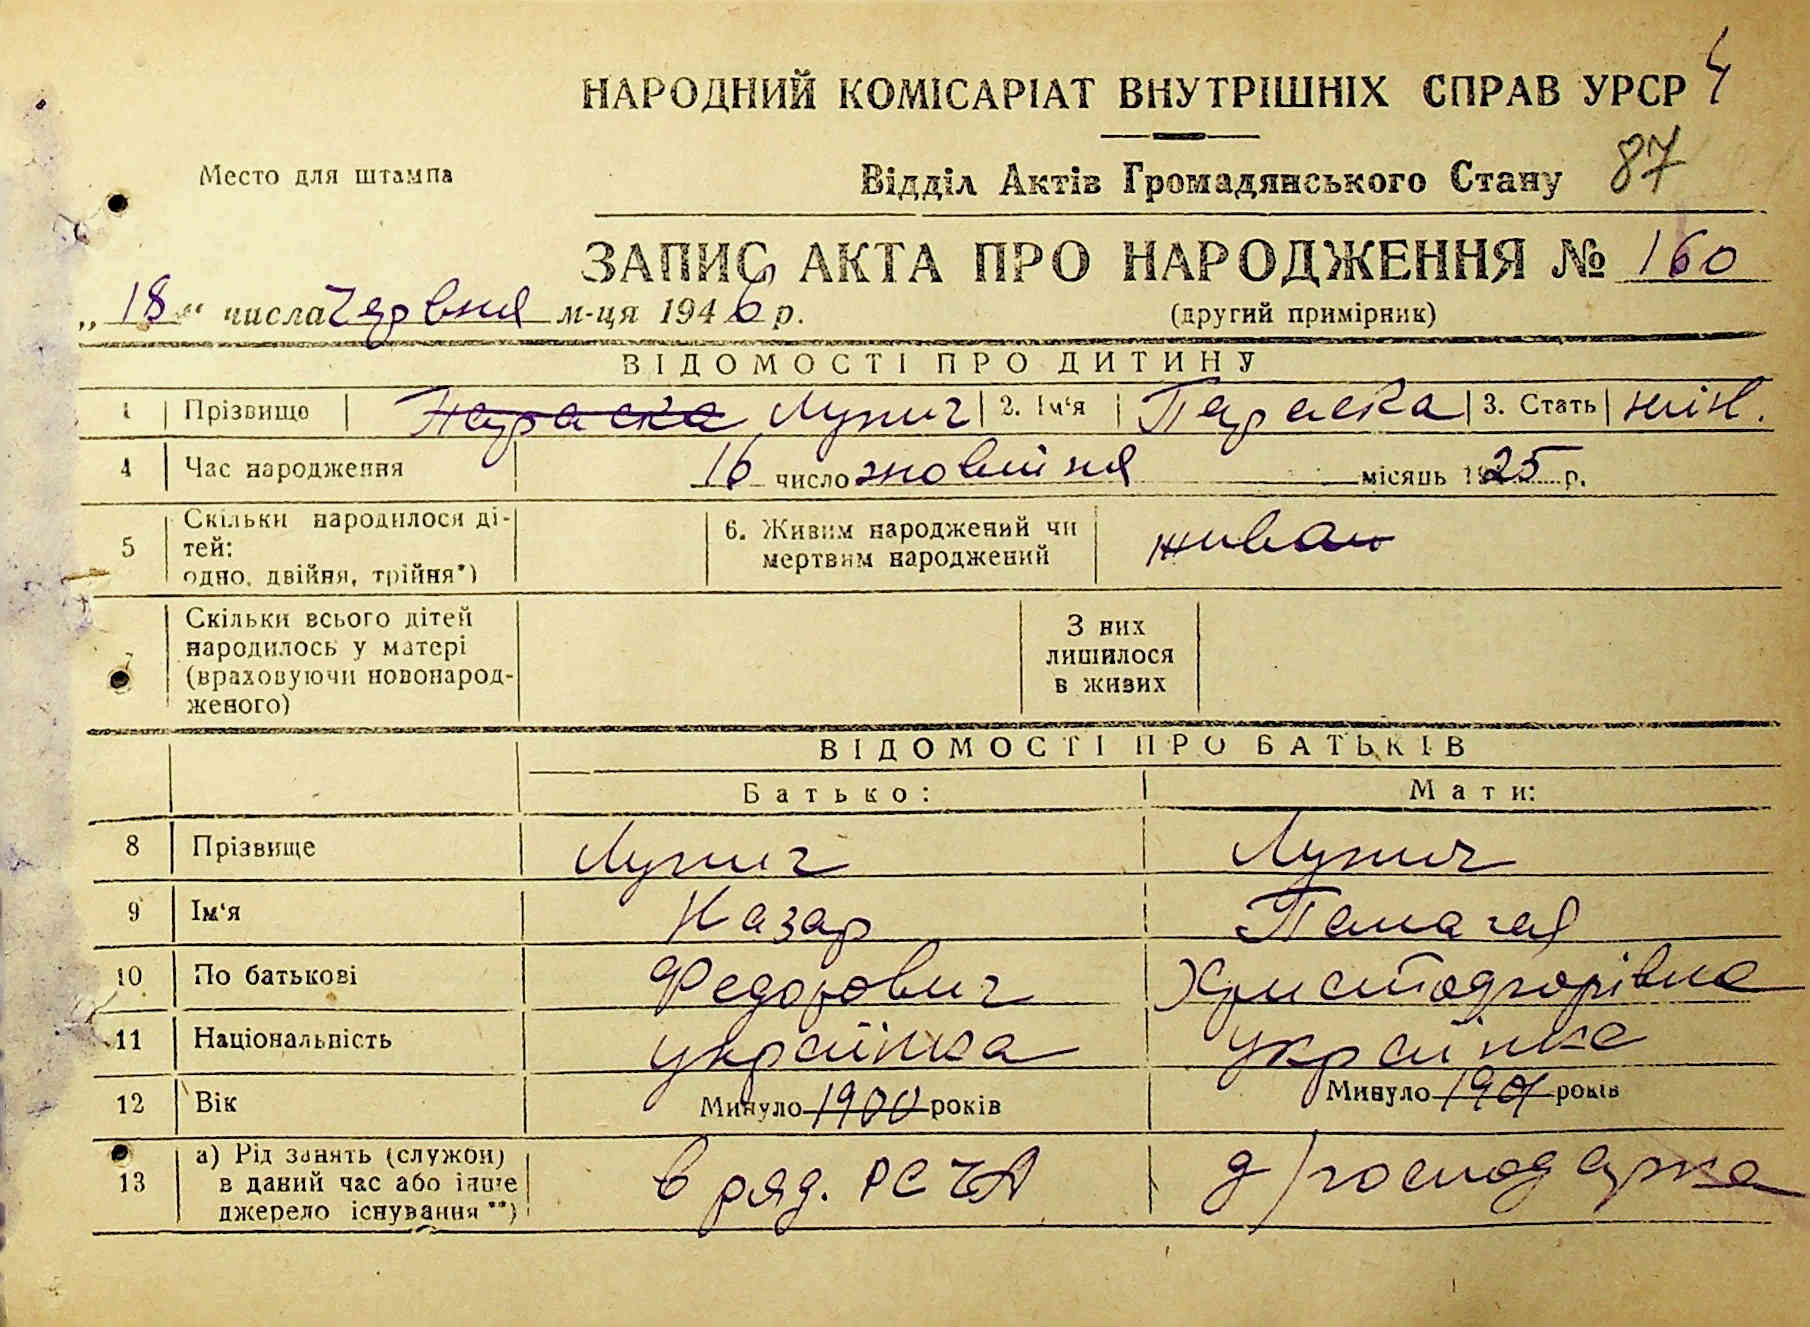 НАРОДНИЙ КОМІСАРІАТ ВНУТРІШНІХ СПРАВ УРСР 4
Место для штампа
Відділ Актів Громадянського Стану 87
ЗАПИС АКТА ПРО НАРОДЖЕННЯ № 160
„18“ числа Червня м-ця 1946 р.
(другий примірник)
ВІДОМОСТІ ПРО ДИТИНУ
1 Прізвище Параска Лупич 2. Ім‘я Параска 3. Стать жін.
4 Час народження 16 число жовтня місяць 1925 р.
5 Скільки народилося ді-
тей:
одно, двійня, трійня*)
6. Живим народжений чи
мертвим народжений
живою
7 Скільки всього дітей
народилось у матері
(враховуючи новонарод-
женого)
З них
лишилося
в живих
ВІДОМОСТІ ПРО БАТЬКІВ
Батько: Мати:
8 Прізвище Лупич Лупич
9 Ім‘я Назар Палагея
10 По батькові Федорович
11 Національність українка українка
12 Вік Минуло 1900 років Минуло 1901 років
13 а) Рід занять (служби)
в даний час або інше
джерело існування**)
в ряд. РСЧА д/господарка